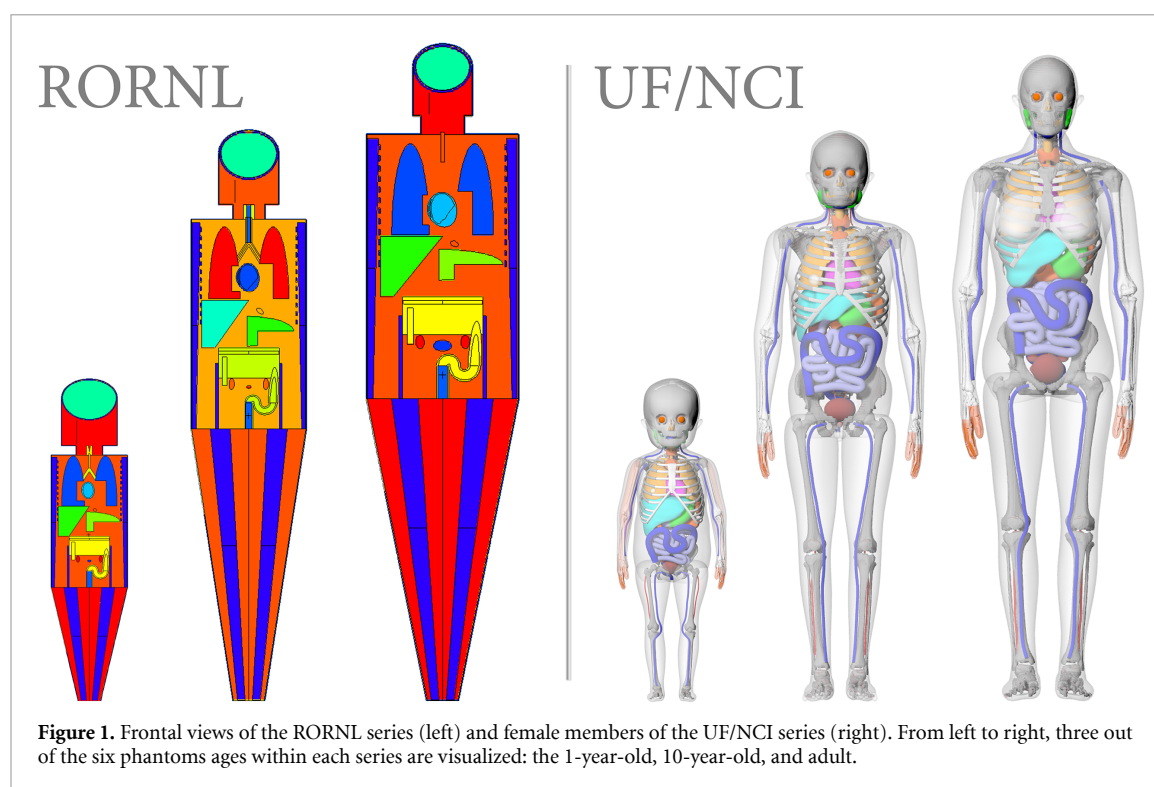 RORNL
UF/NCI
Figure 1. Frontal views of the RORNL series (left) and female members of the UF/NCI series (right). From left to right, three out
of the six phantoms ages within each series are visualized: the 1-year-old, 10-year-old, and adult.